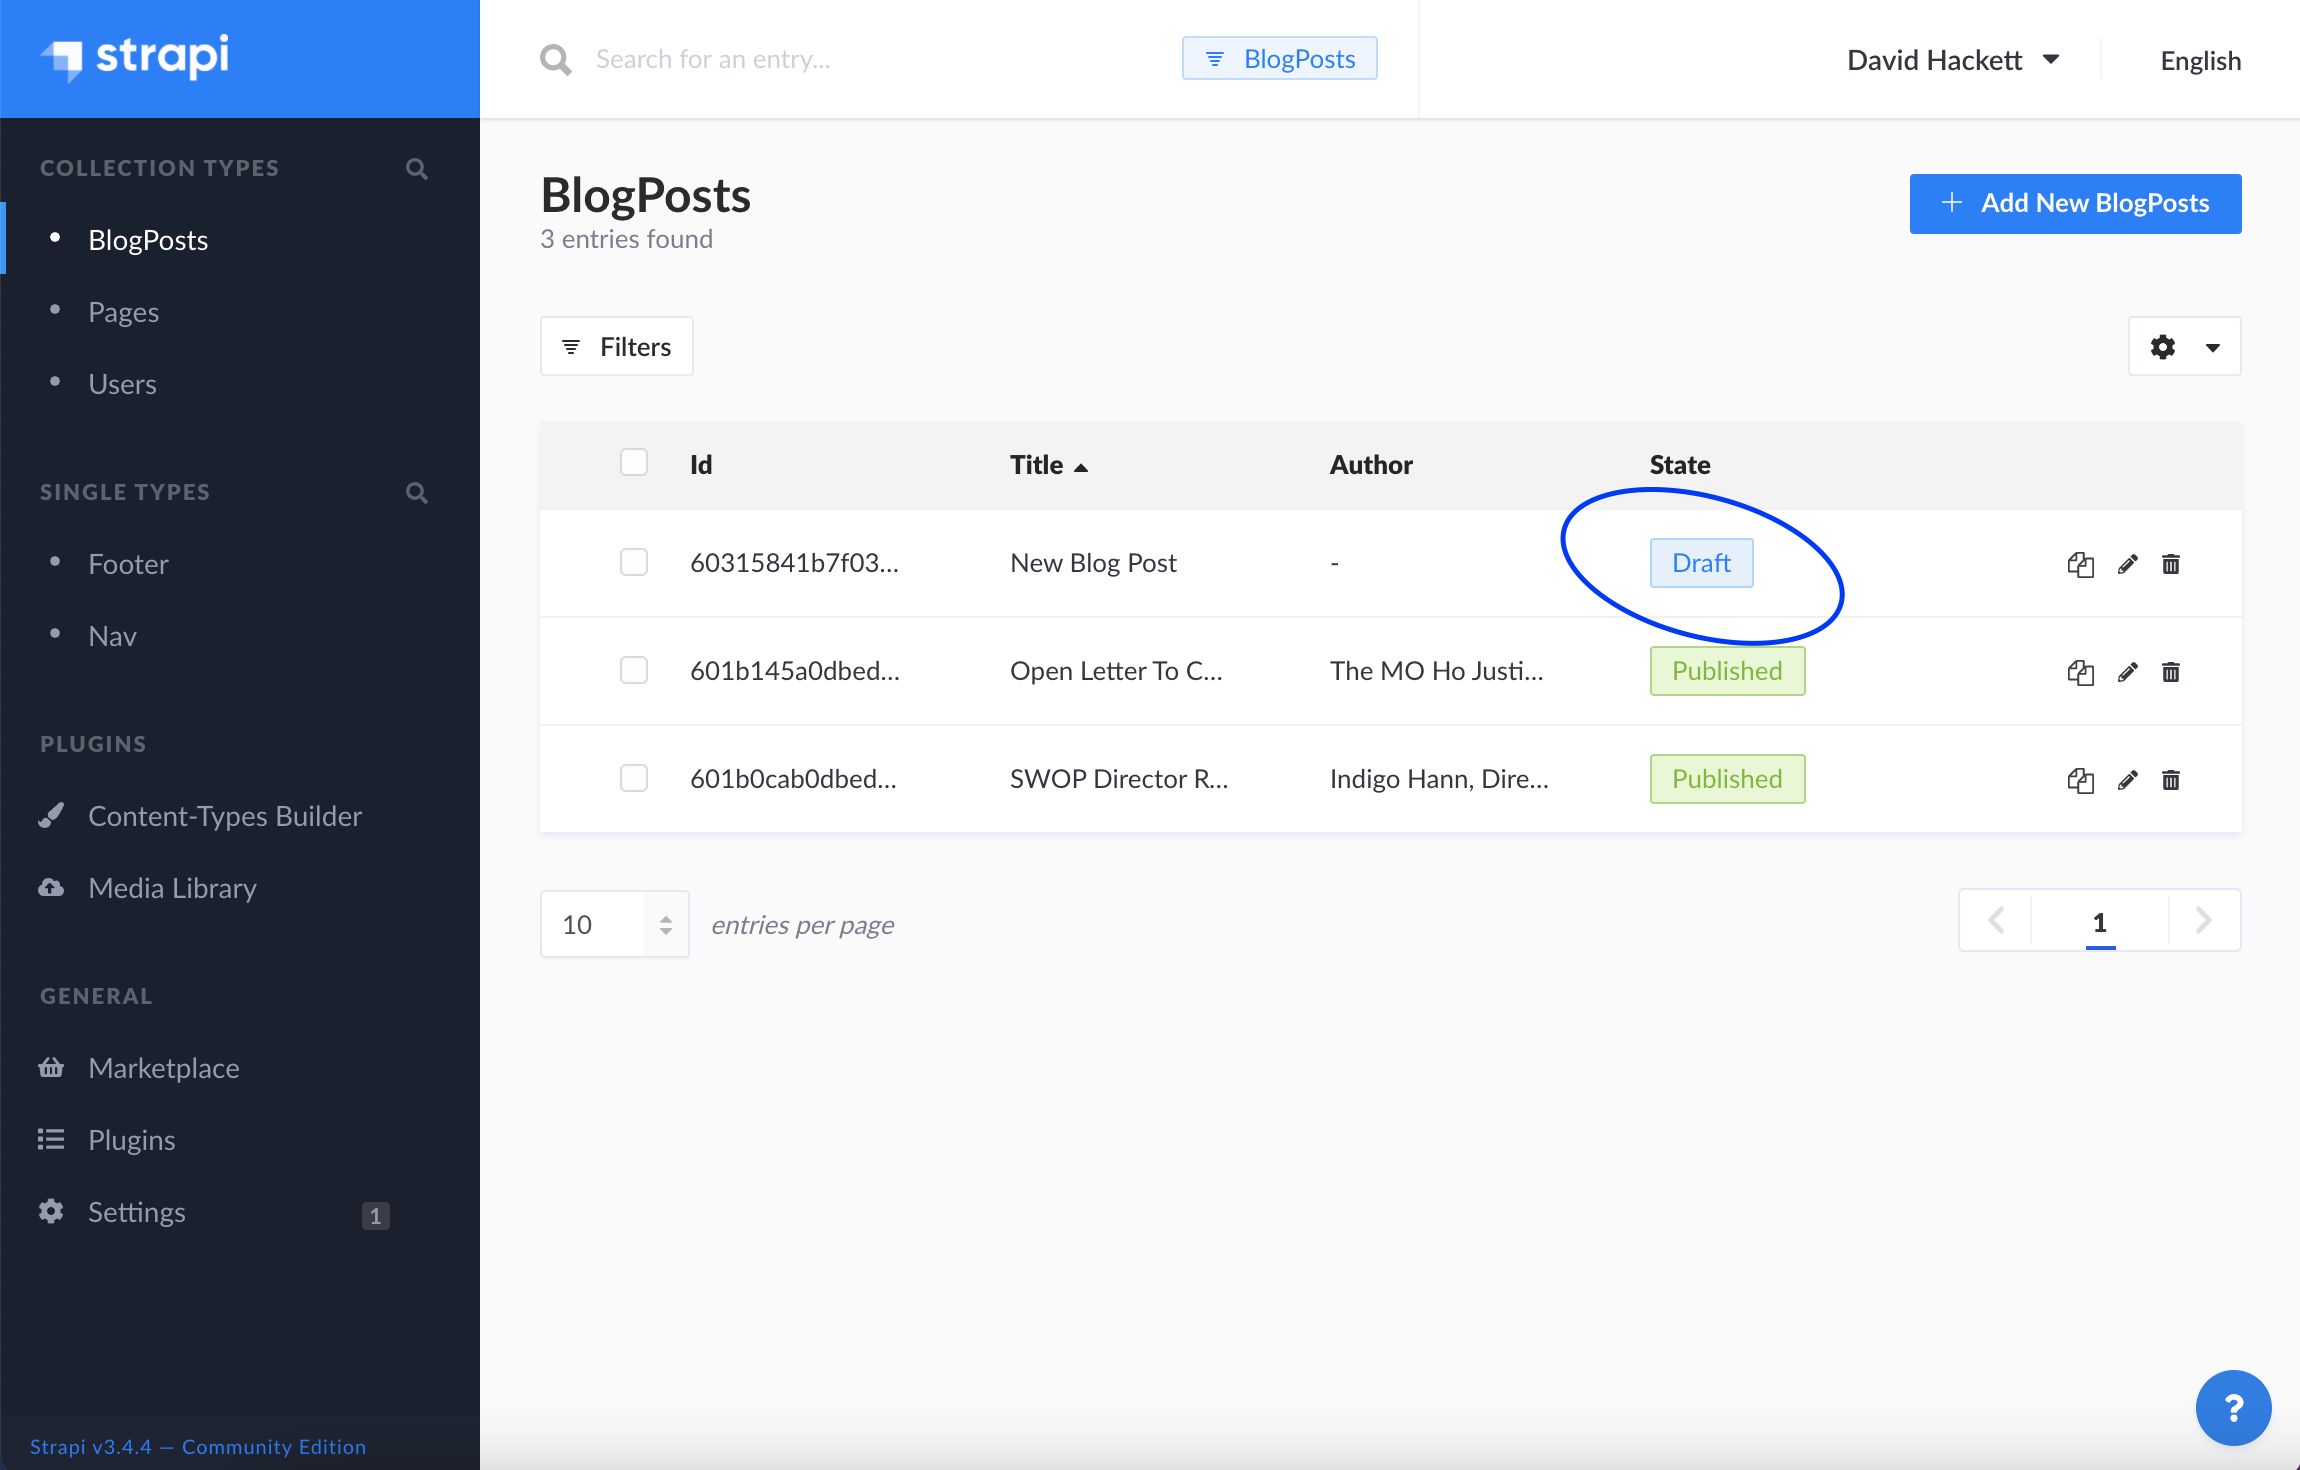 strapi
Search for an entry...
BlogPosts
David Hackett
English
COLLECTION TYPES
BlogPosts
Pages
Users
SINGLE TYPES
Footer
Nav
PLUGINS
Content-Types Builder
Media Library
GENERAL
Marketplace
Plugins
Settings 1
Strapi v3.4.4 — Community Edition
BlogPosts
3 entries found
Add New BlogPosts
Filters
Id Title Author State
60315841b7f03... New Blog Post - Draft
601b145a0dbed... Open Letter To C... The MO Ho Justi... Published
601b0cab0dbed... SWOP Director R... Indigo Hann, Dire... Published
10 entries per page
1
?